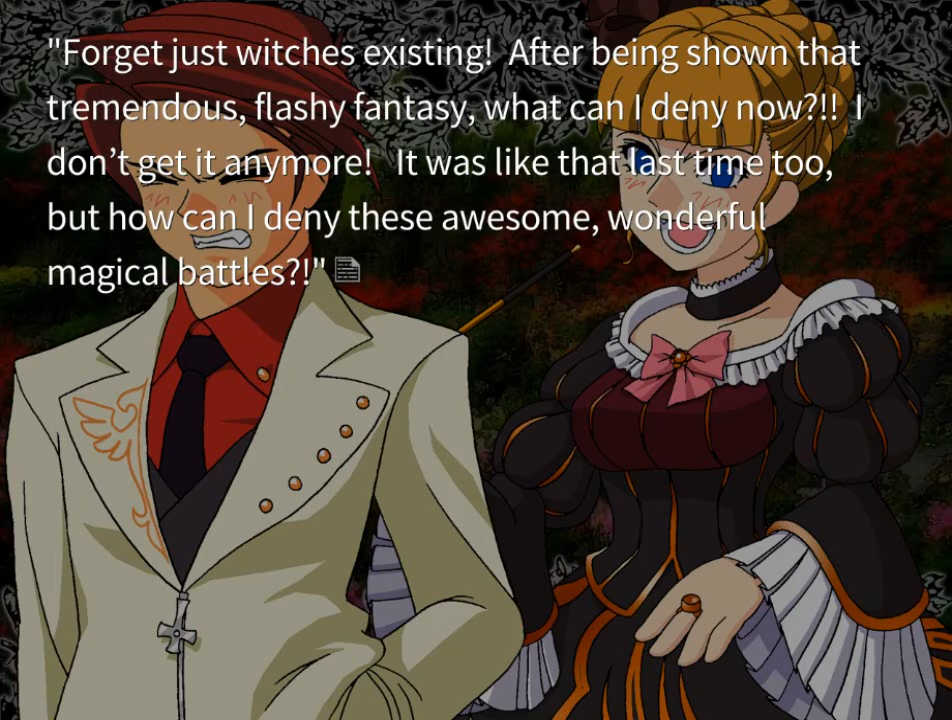 "Forget just witches existing!  After being shown that
tremendous, flashy fantasy, what can I deny now?!!  I
don’t get it anymore!   It was like that last time too,
but how can I deny these awesome, wonderful
magical battles?!"